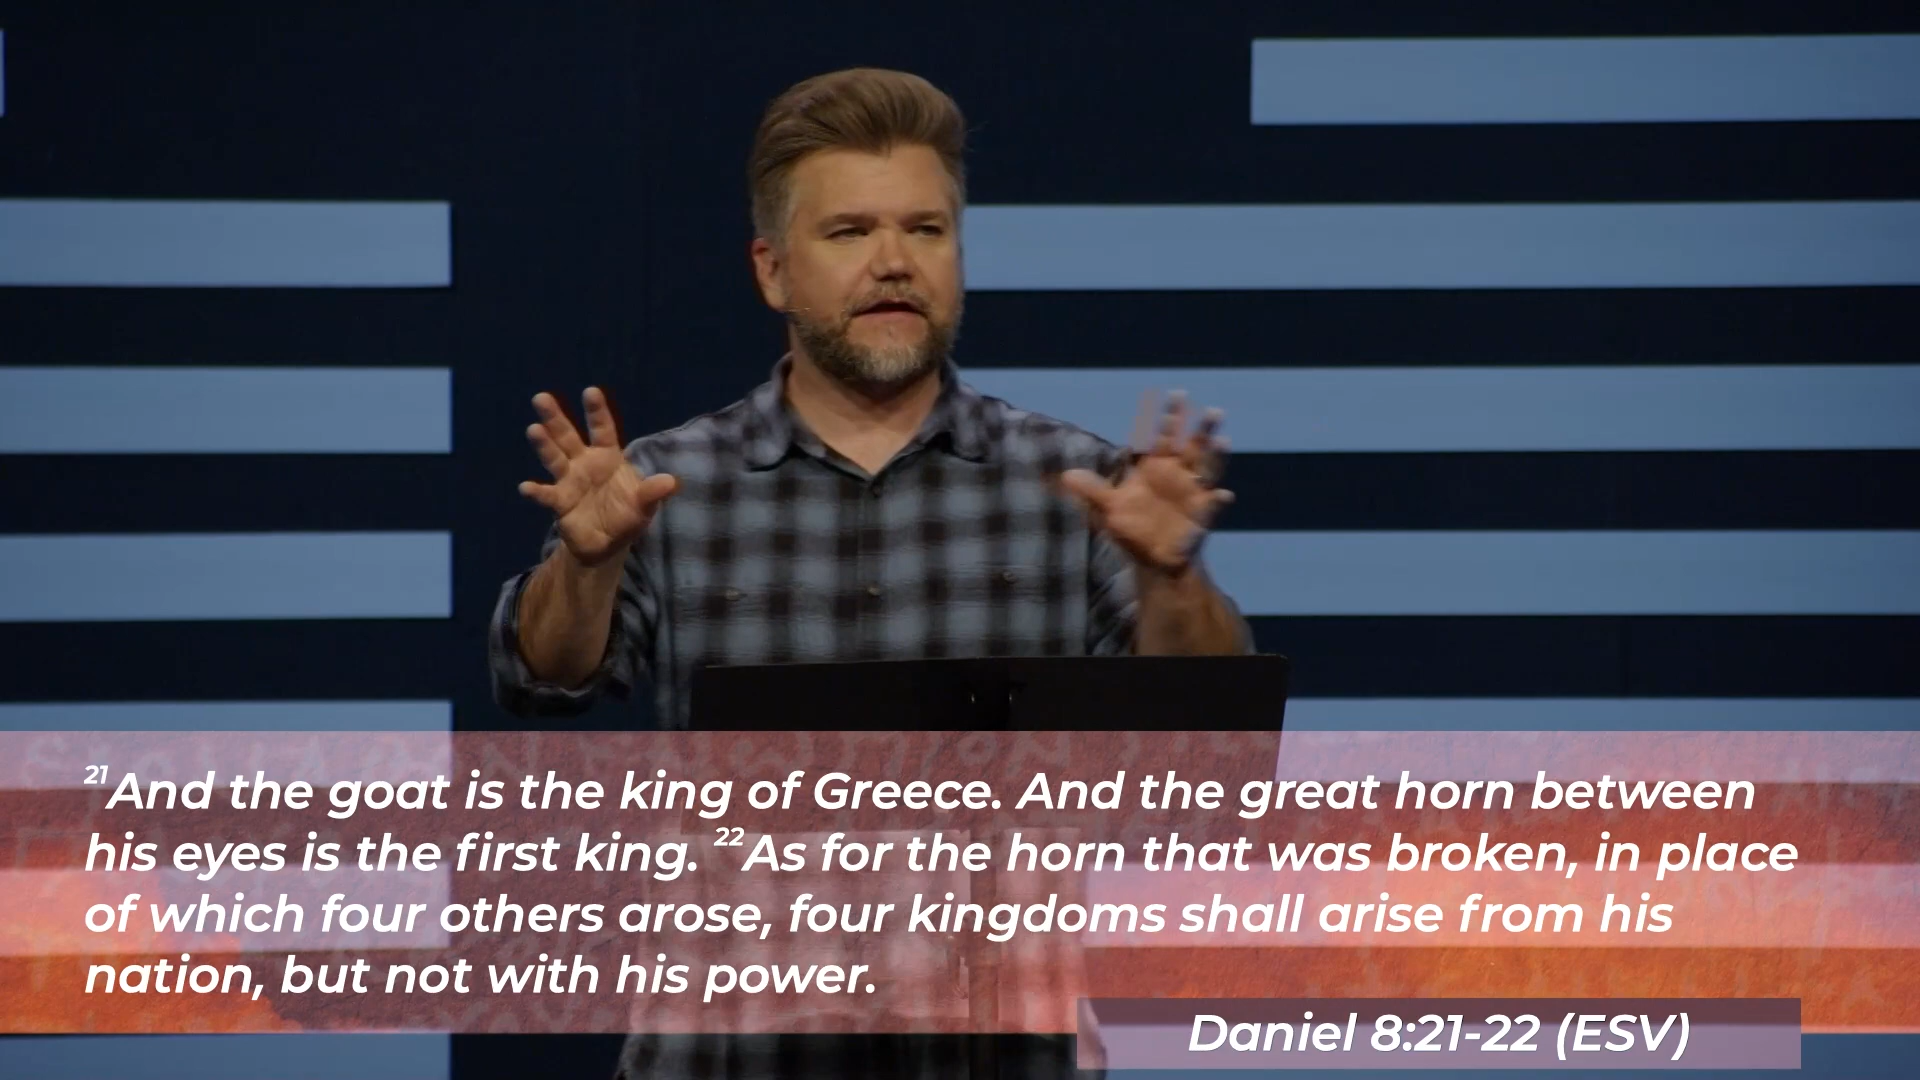 21And the goat is the king of Greece. And the great horn between
his eyes is the first king. 22As for the horn that was broken, in place
of which four others arose, four kingdoms shall arise from his
nation, but not with his power.
Daniel 8:21-22 (ESV)